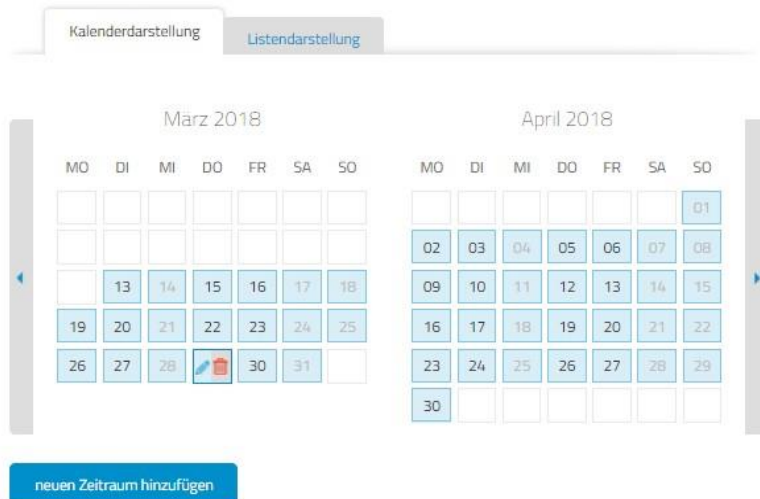 Kalenderdarstellung
Listendarstellung
März 2018
MO DI MI DO FR SA SO
13 14 15 16 17 18
19 20 21 22 23 24 25
26 27 28 30 31
April 2018
MO DI MI DO FR SA SO
01
02 03 04 05 06 07 08
09 10 11 12 13 14 15
16 17 18 19 20 21 22
23 24 25 26 27 28 29
30
neuen Zeitraum hinzufügen